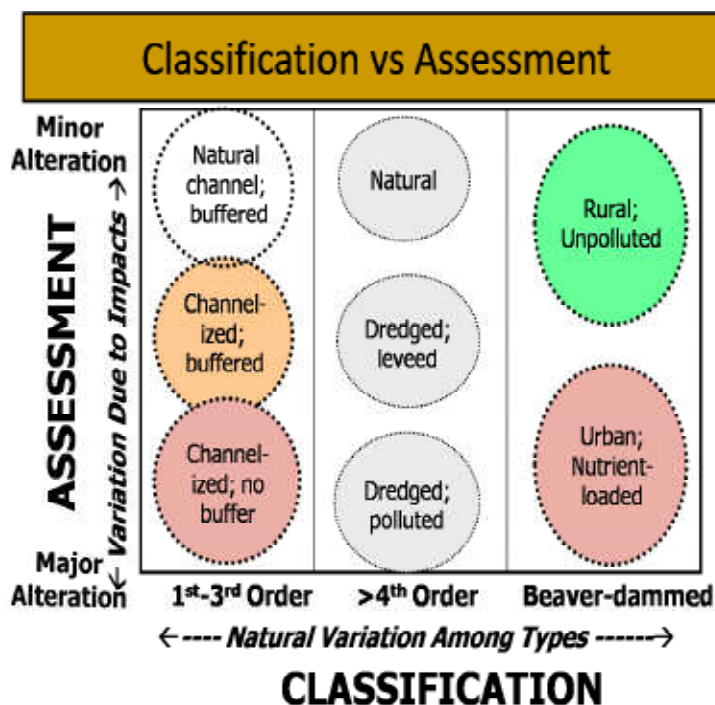 Classification vs Assessment
Minor
Alteration
ASSESSMENT
<---- Variation Due to Impacts ---->
Major
Alteration
Natural
channel;
buffered
Channel-
ized;
buffered
Channel-
ized; no
buffer
Natural
Dredged;
leveed
Dredged;
polluted
Rural;
Unpolluted
Urban;
Nutrient-
loaded
1st-3rd Order
>4th Order
Beaver-dammed
<---- Natural Variation Among Types ------>
CLASSIFICATION